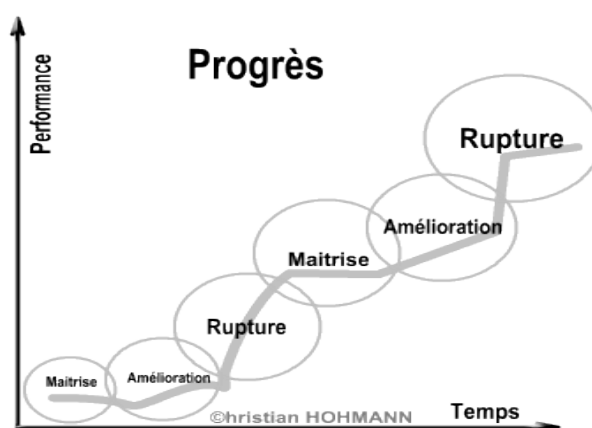 Progrès
Performance
Rupture
Amélioration
Maitrise
Rupture
Amélioration
Maitrise
©hristian HOHMANN
Temps